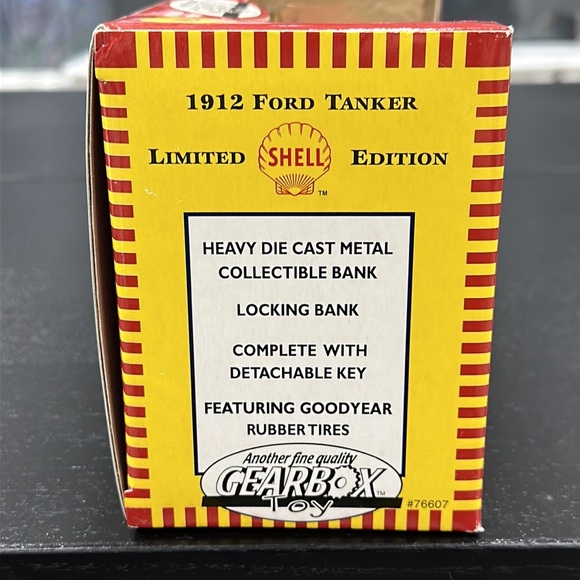 1912 FORD TANKER
LIMITED SHELL EDITION
TM
HEAVY DIE CAST METAL
COLLECTIBLE BANK
LOCKING BANK
COMPLETE WITH
DETACHABLE KEY
FEATURING GOODYEAR
RUBBER TIRES
Another fine quality
GEARBOX TM
TOY
#76607